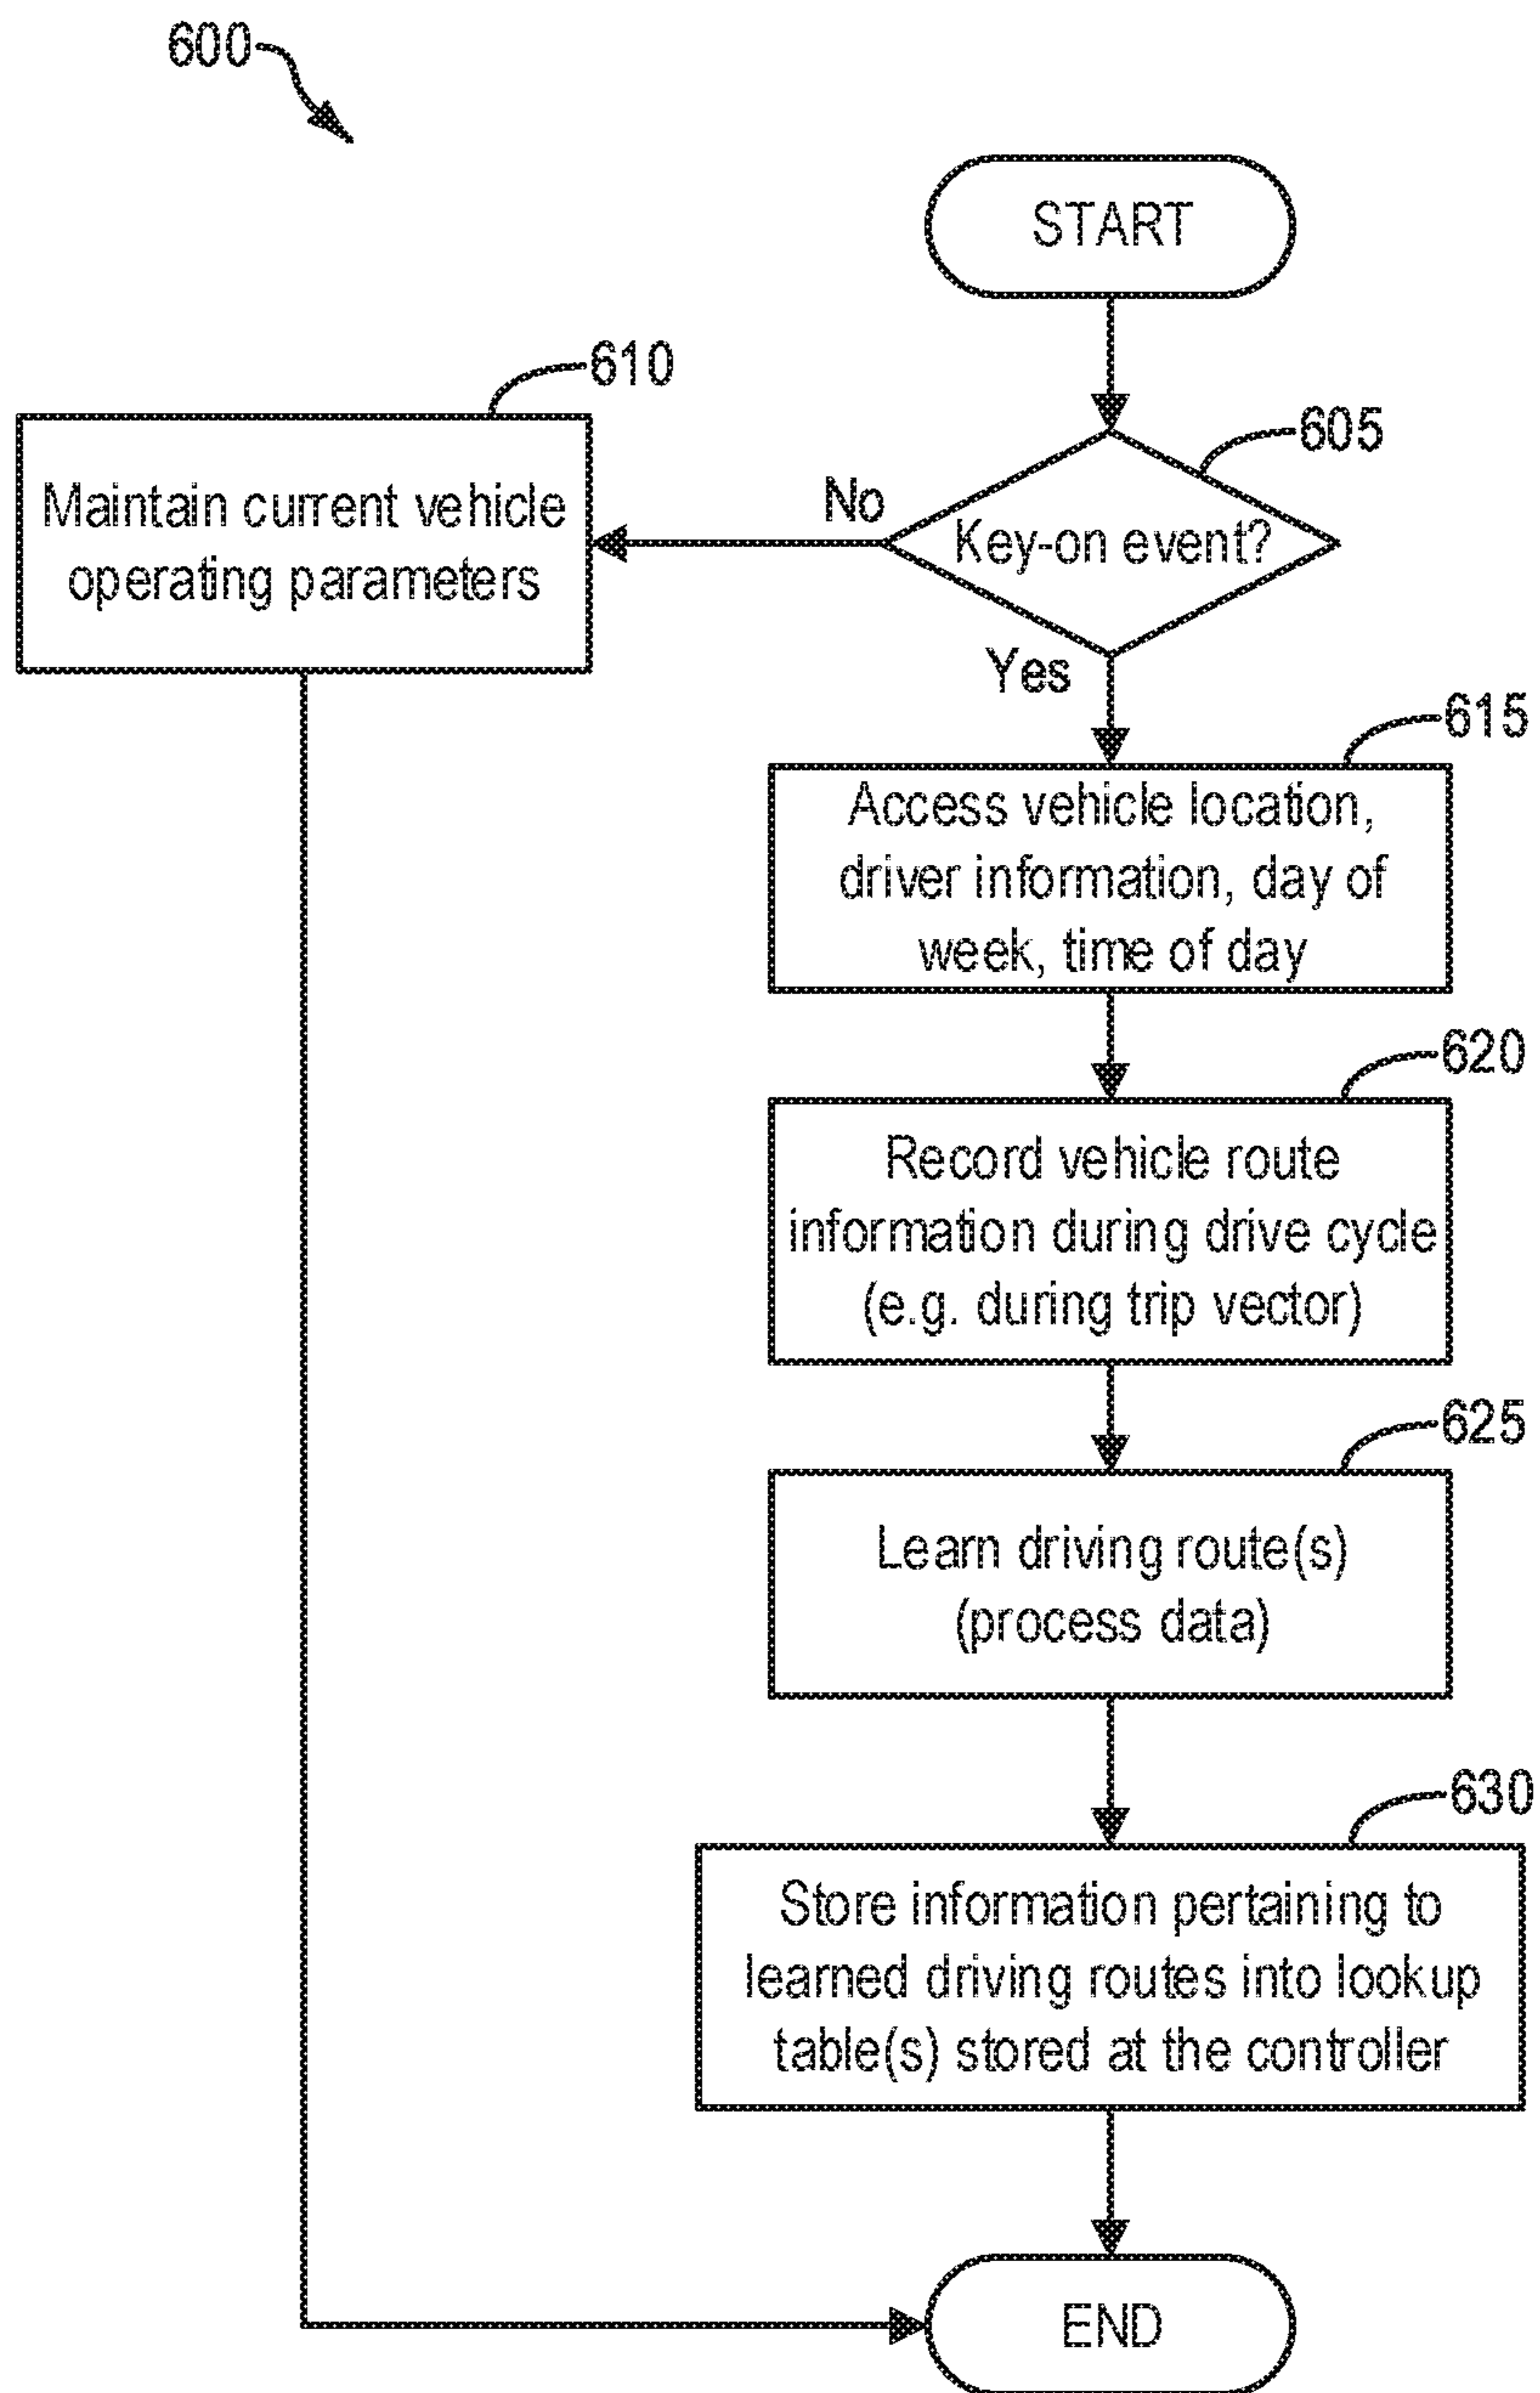 600
START
610
605
Maintain current vehicle
operating parameters
No
Key-on event?
Yes
615
Access vehicle location,
driver information, day of
week, time of day
620
Record vehicle route
information during drive cycle
(e.g. during trip vector)
625
Learn driving route(s)
(process data)
630
Store information pertaining to
learned driving routes into lookup
table(s) stored at the controller
END